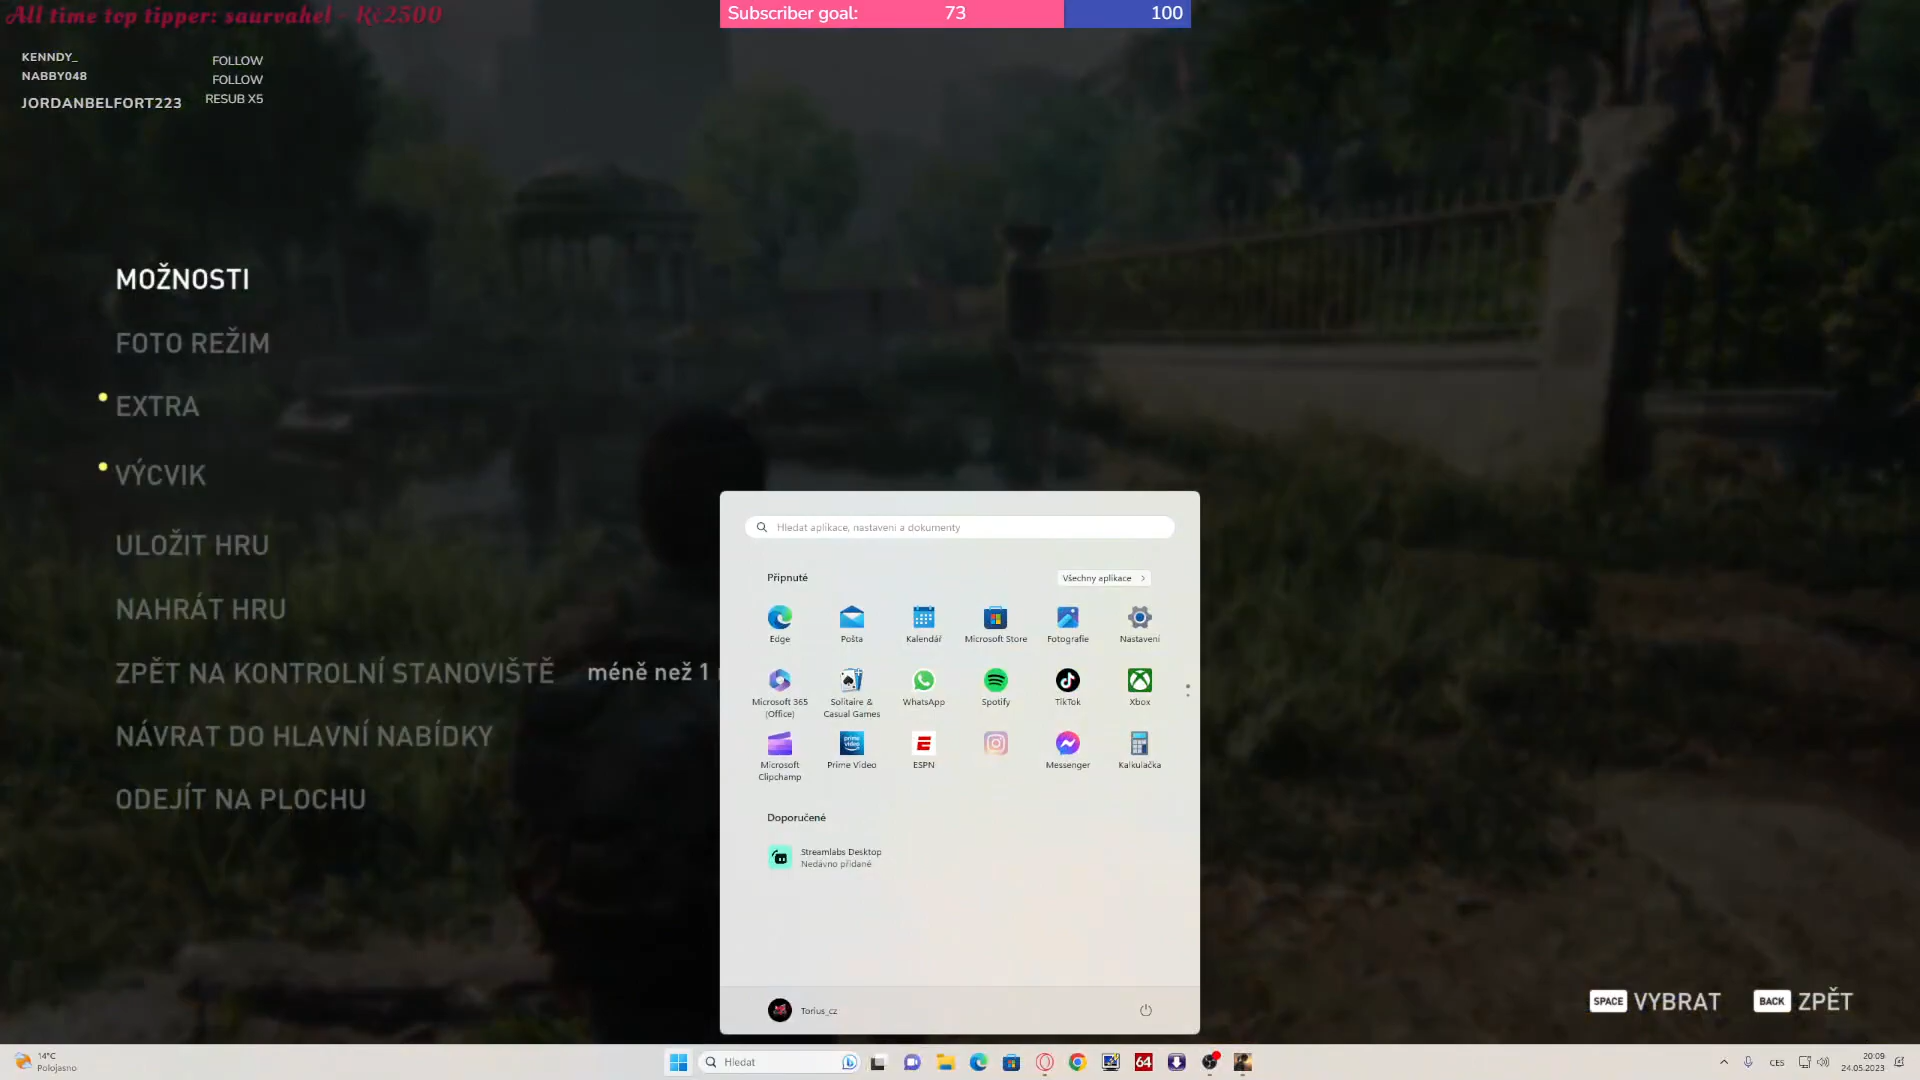 All time top tipper: saurvahel - Kč2500
Subscriber goal: 73 100
KENNDY_ FOLLOW
NABBY048 FOLLOW
JORDANBELFORT223 RESUB X5
MOŽNOSTI
FOTO REŽIM
EXTRA
VÝCVIK
ULOŽIT HRU
NAHRÁT HRU
ZPĚT NA KONTROLNÍ STANOVIŠTĚ méně než 1
NÁVRAT DO HLAVNÍ NABÍDKY
ODEJÍT NA PLOCHU
Hledat aplikace, nastavení a dokumenty
Připnuté Všechny aplikace
Edge Pošta Kalendář Microsoft Store Fotografie Nastavení
Microsoft 365 (Office) Solitaire & Casual Games WhatsApp Spotify TikTok Xbox
prime video
Microsoft Clipchamp Prime Video ESPN Messenger Kalkulačka
Doporučené
Streamlabs Desktop
Nedávno přidané
Torius_cz
SPACE VYBRAT BACK ZPĚT
14°C
Polojasno
Hledat
64
CES
20:09
24.05.2023